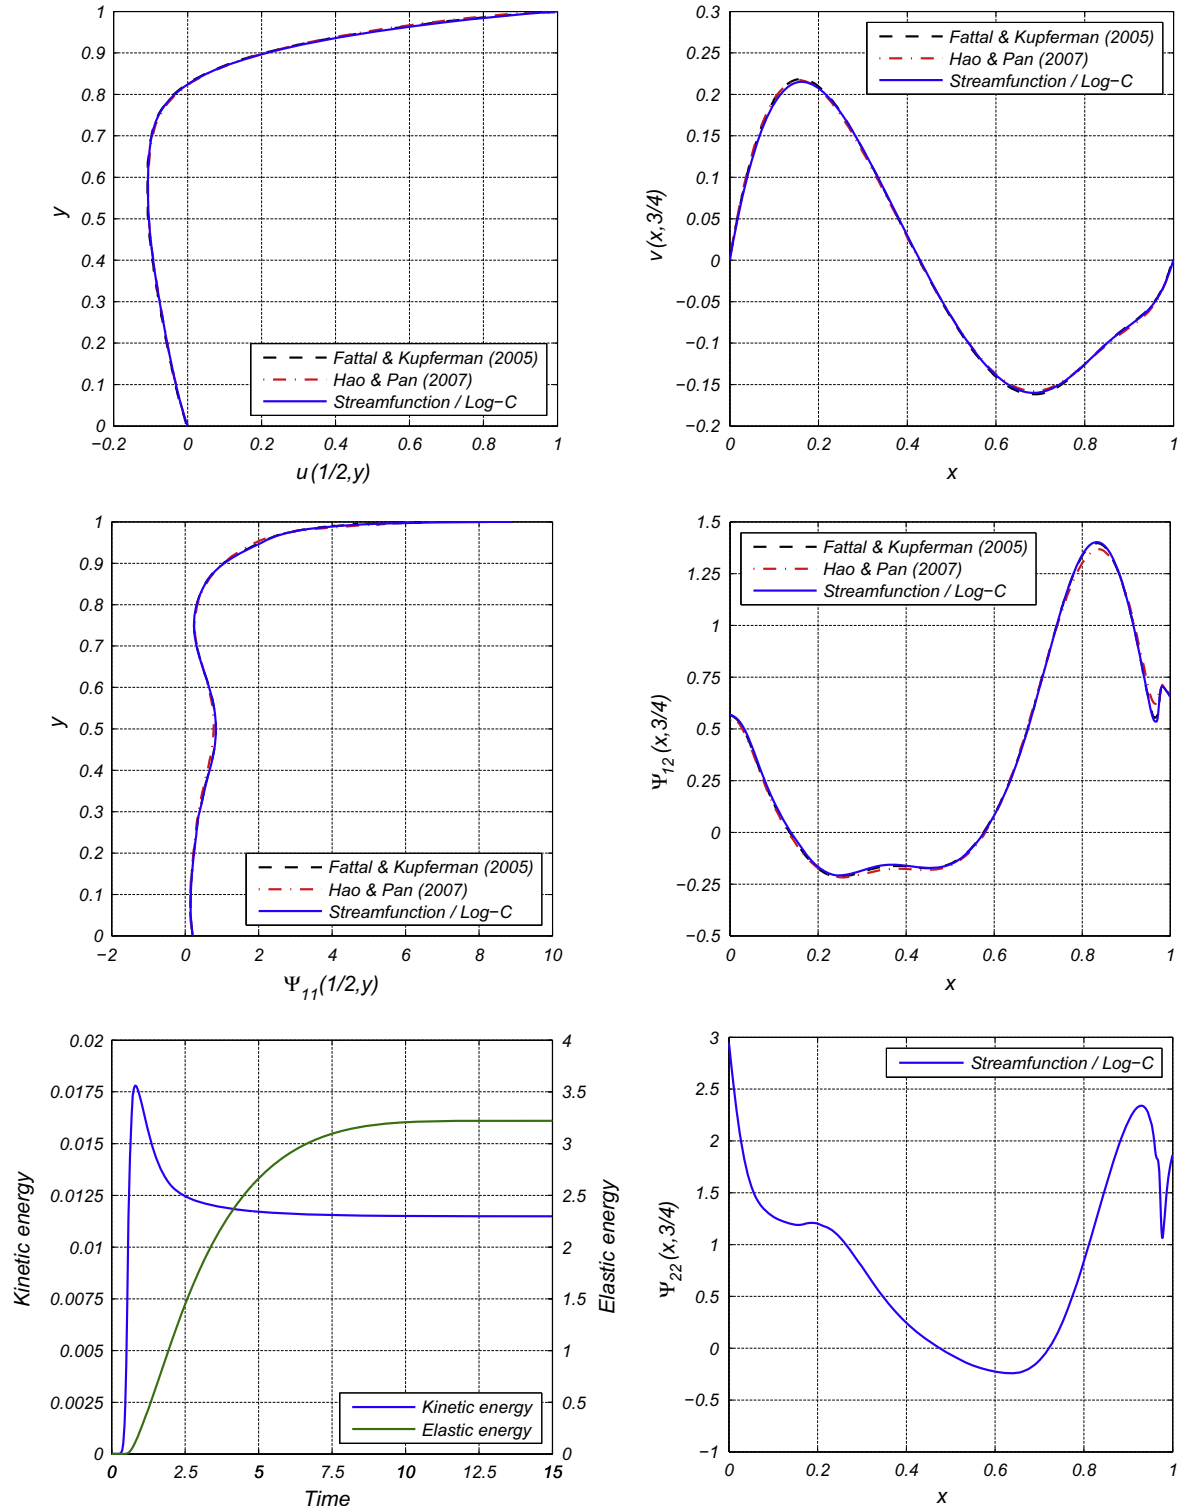 1
0.9
0.8
0.7
0.6
0.5
0.4
0.3
0.2
0.1
0
y
Fattal & Kupferman (2005)
Hao & Pan (2007)
Streamfunction / Log−C
−0.2 0 0.2 0.4 0.6 0.8 1
u (1/2,y)
0.3
0.25
0.2
0.15
0.1
0.05
0
−0.05
−0.1
−0.15
−0.2
v (x,3/4)
Fattal & Kupferman (2005)
Hao & Pan (2007)
Streamfunction / Log−C
0 0.2 0.4 0.6 0.8 1
x
1
0.9
0.8
0.7
0.6
0.5
0.4
0.3
0.2
0.1
0
y
Fattal & Kupferman (2005)
Hao & Pan (2007)
Streamfunction / Log−C
−2 0 2 4 6 8 10
Ψ11 (1/2,y)
1.5
1.25
1
0.75
0.5
0.25
0
−0.25
−0.5
Ψ12 (x,3/4)
Fattal & Kupferman (2005)
Hao & Pan (2007)
Streamfunction / Log−C
0 0.2 0.4 0.6 0.8 1
x
0.02
0.0175
0.015
0.0125
0.01
0.0075
0.005
0.0025
0
Kinetic energy
4
3.5
3
2.5
2
1.5
1
0.5
0
Elastic energy
Kinetic energy
Elastic energy
0 2.5 5 7.5 10 12.5 15
Time
3
2.5
2
1.5
1
0.5
0
−0.5
−1
Ψ22 (x,3/4)
Streamfunction / Log−C
0 0.2 0.4 0.6 0.8 1
x